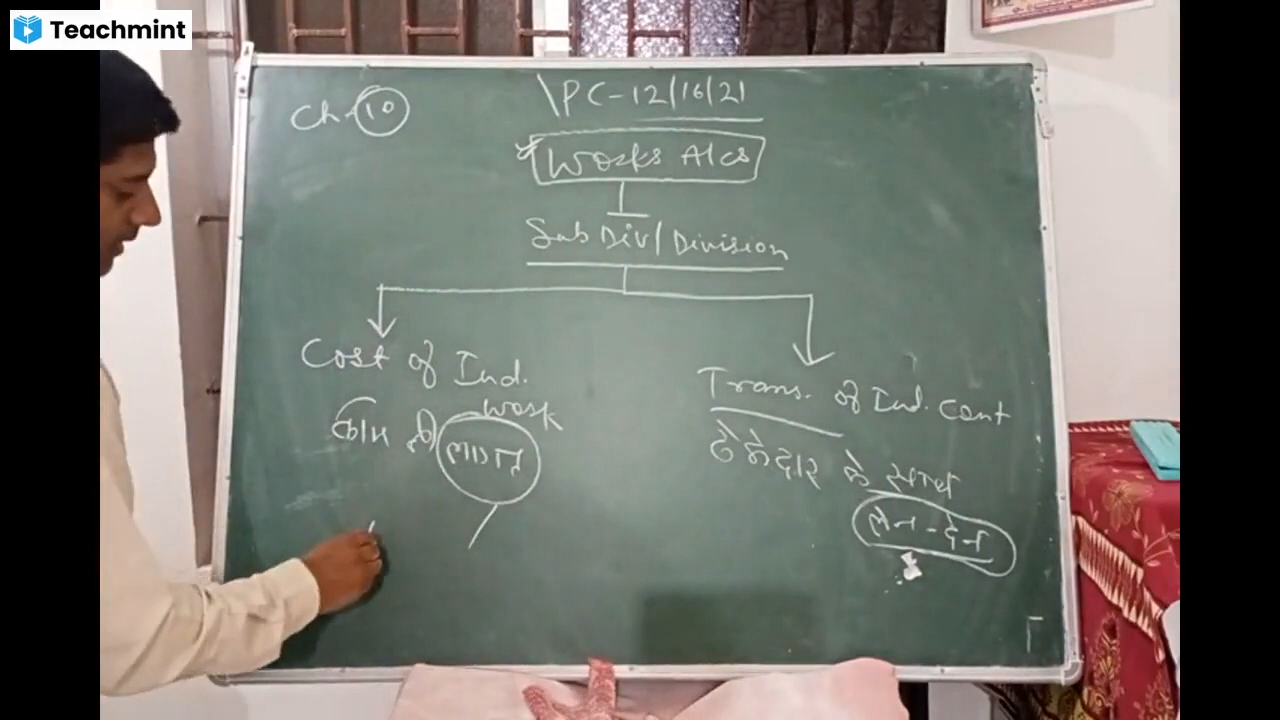 Teachmint
Ch-10
PC-12/16/21
Works A/cs
Sub Div/Division
Cost of Ind.
work
काम की लागत
Trans. of Ind. Cont
ठेकेदार के साथ
लेन-देन